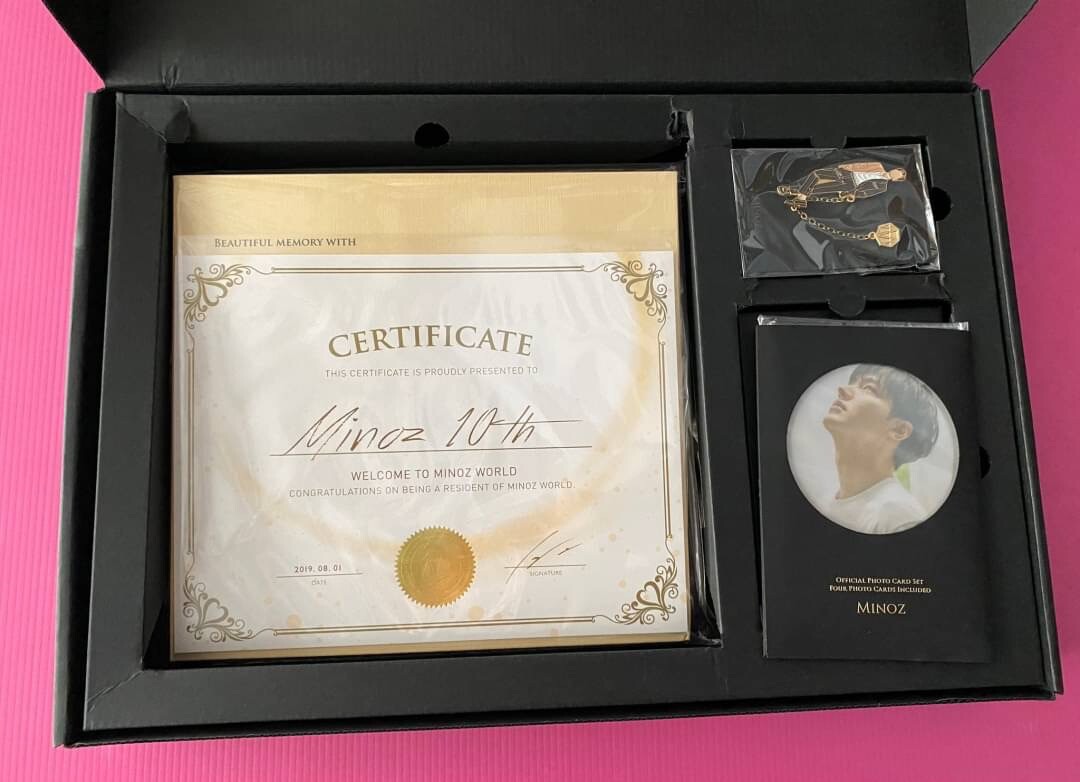 BEAUTIFUL MEMORY WITH
CERTIFICATE
THIS CERTIFICATE IS PROUDLY PRESENTED TO
Minoz 10th
WELCOME TO MINOZ WORLD
CONGRATULATIONS ON BEING A RESIDENT OF MINOZ WORLD.
2019. 08. 01
DATE
SIGNATURE
OFFICIAL PHOTO CARD SET
FOUR PHOTO CARDS INCLUDED
MINOZ